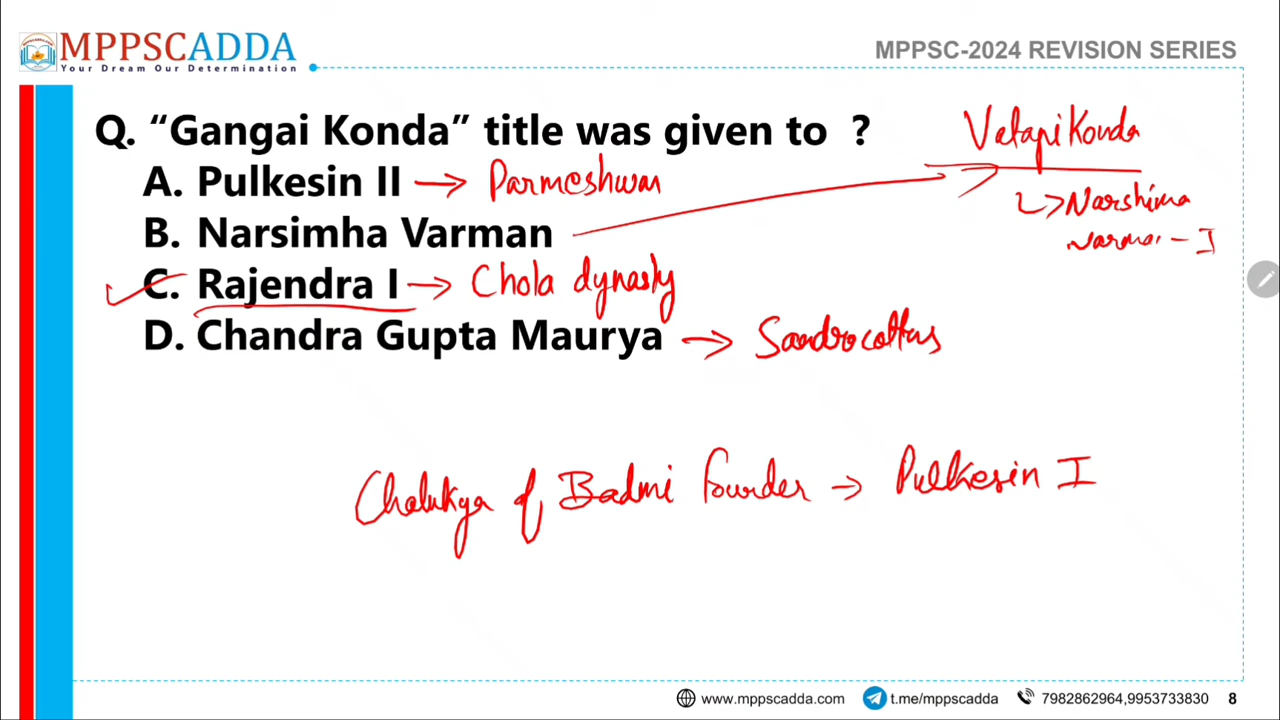 MPPSCADDA
Your Dream Our Determination
MPPSC-2024 REVISION SERIES
Q. “Gangai Konda” title was given to ?
VatapiKonda
A. Pulkesin II → Parmeshwar
↳ Narshima
Varman - I
B. Narsimha Varman
C. Rajendra I → Chola dynasty
D. Chandra Gupta Maurya → Sandrocottus
Chalukya of Badmi founder → Pulkesin I
www.mppscadda.com t.me/mppscadda 7982862964,9953733830 8